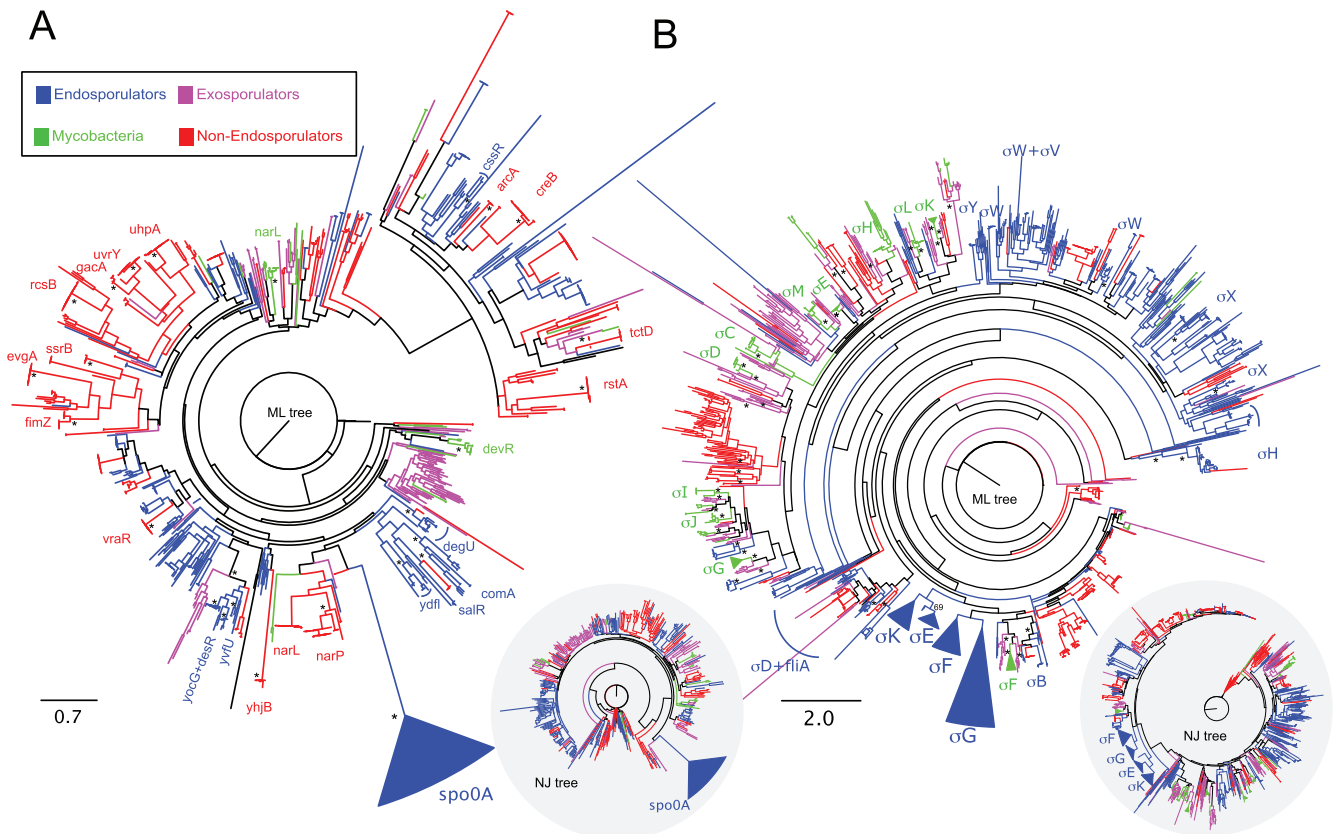 A
B
Endosporulators
Exosporulators
Mycobacteria
Non-Endosporulators
cssR
arcA
creB
uhpA
uvrY
gacA
rcsB
narL
ssrB
evgA
fimZ
tctD
rstA
ML tree
devR
vraR
degU
comA
salR
ydfI
yocG+desR
yvfU
narL
narP
yhjB
0.7
*
spo0A
NJ tree
spo0A
σW+σV
σL
σK
σY
σW
σW
σH
σM
σE
σC
σD
σX
σX
σH
ML tree
σI
σJ
σG
σD+fliA
σK
σE
69
σF
σG
σF
σB
2.0
NJ tree
σF
σG
σE
σK